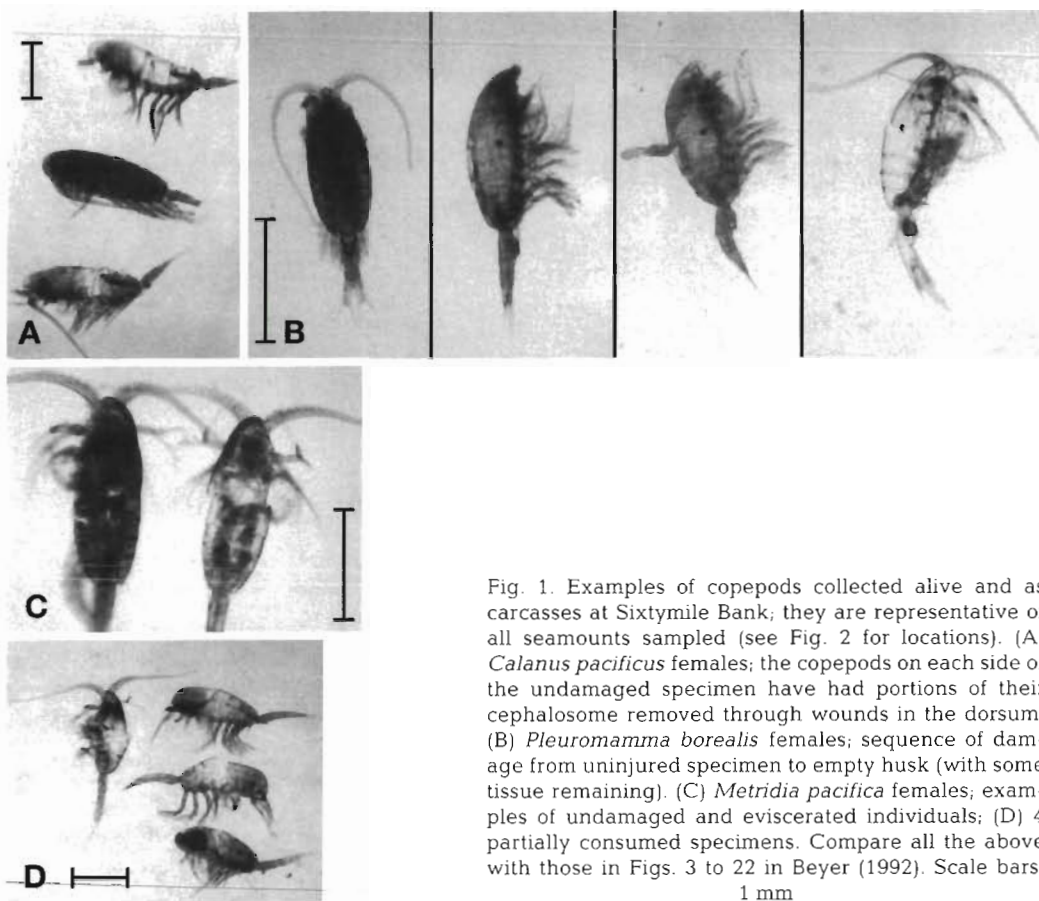 A
B
C
D
Fig. 1. Examples of copepods collected alive and as
carcasses at Sixtymile Bank; they are representative o
all seamounts sampled (see Fig. 2 for locations). (A
Calanus pacificus females; the copepods on each side o
the undamaged specimen have had portions of thei
cephalosome removed through wounds in the dorsum
(B) Pleuromamma borealis females; sequence of dam-
age from uninjured specimen to empty husk (with some
tissue remaining). (C) Metridia pacifica females; exam-
ples of undamaged and eviscerated individuals; (D) 4
partially consumed specimens. Compare all the above
with those in Figs. 3 to 22 in Beyer (1992). Scale bars
1 mm